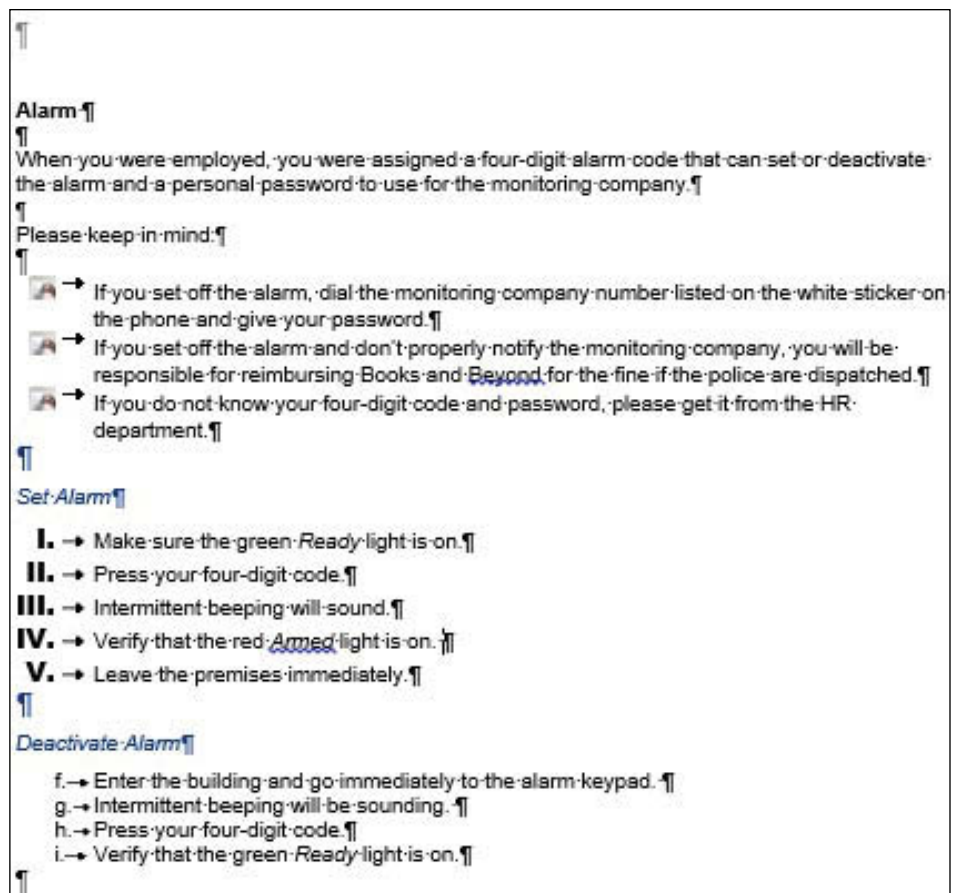 ¶
Alarm·¶
¶
When·you·were·employed,·you·were·assigned·a·four-digit·alarm·code·that·can·set·or·deactivate·
the·alarm·and·a·personal·password·to·use·for·the·monitoring·company.¶
¶
Please·keep·in·mind:¶
¶
→ If·you·set·off·the·alarm,·dial·the·monitoring·company·number·listed·on·the·white·sticker·on·
the·phone·and·give·your·password.¶
→ If·you·set·off·the·alarm·and·don't·properly·notify·the·monitoring·company,·you·will·be·
responsible·for·reimbursing·Books·and·Beyond·for·the·fine·if·the·police·are·dispatched.¶
→ If·you·do·not·know·your·four-digit·code·and·password,·please·get·it·from·the·HR·
department.¶
¶
Set·Alarm¶
I. → Make·sure·the·green·Ready·light·is·on.¶
II. → Press·your·four-digit·code.¶
III. → Intermittent·beeping·will·sound.¶
IV. → Verify·that·the·red·Armed·light·is·on.·¶
V. → Leave·the·premises·immediately.¶
¶
Deactivate·Alarm¶
f.→ Enter·the·building·and·go·immediately·to·the·alarm·keypad.·¶
g.→ Intermittent·beeping·will·be·sounding.·¶
h.→ Press·your·four-digit·code.¶
i.→ Verify·that·the·green·Ready·light·is·on.¶
¶